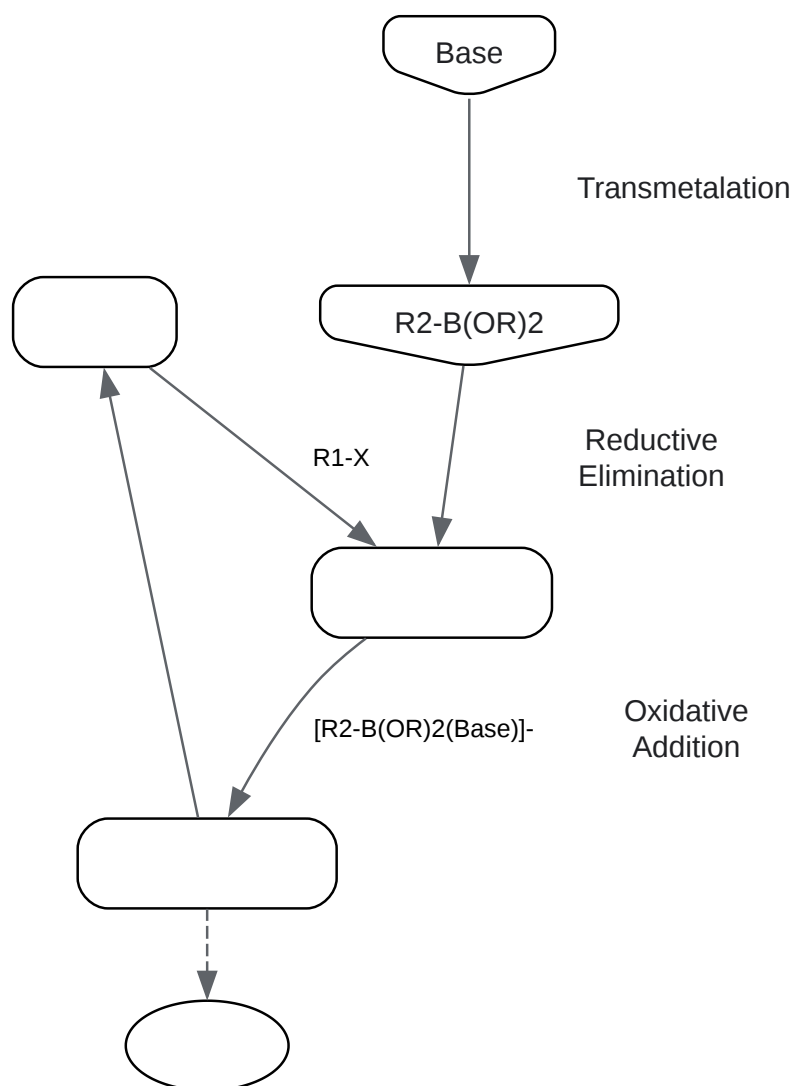 Base
Transmetalation
R2-B(OR)2
Reductive
Elimination
R1-X
[R2-B(OR)2(Base)]-
Oxidative
Addition